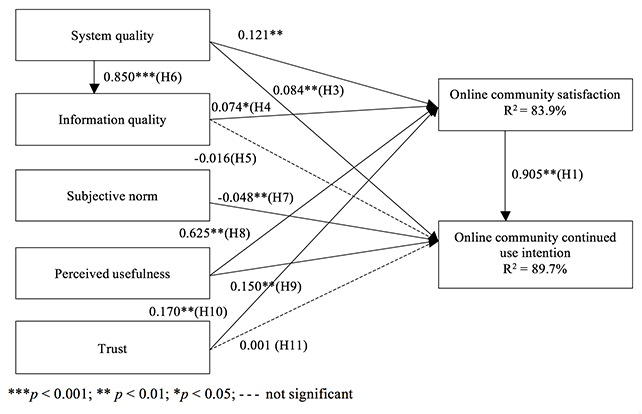 System quality
0.121**
0.850***(H6)
0.084**(H3)
Online community satisfaction
R² = 83.9%
Information quality
0.074*(H4
-0.016(H5)
0.905**(H1)
Subjective norm
-0.048**(H7)
0.625**(H8)
Online community continued
use intention
R² = 89.7%
Perceived usefulness
0.150**(H9)
0.170**(H10)
Trust
0.001 (H11)
***p < 0.001; ** p < 0.01; *p < 0.05; --- not significant